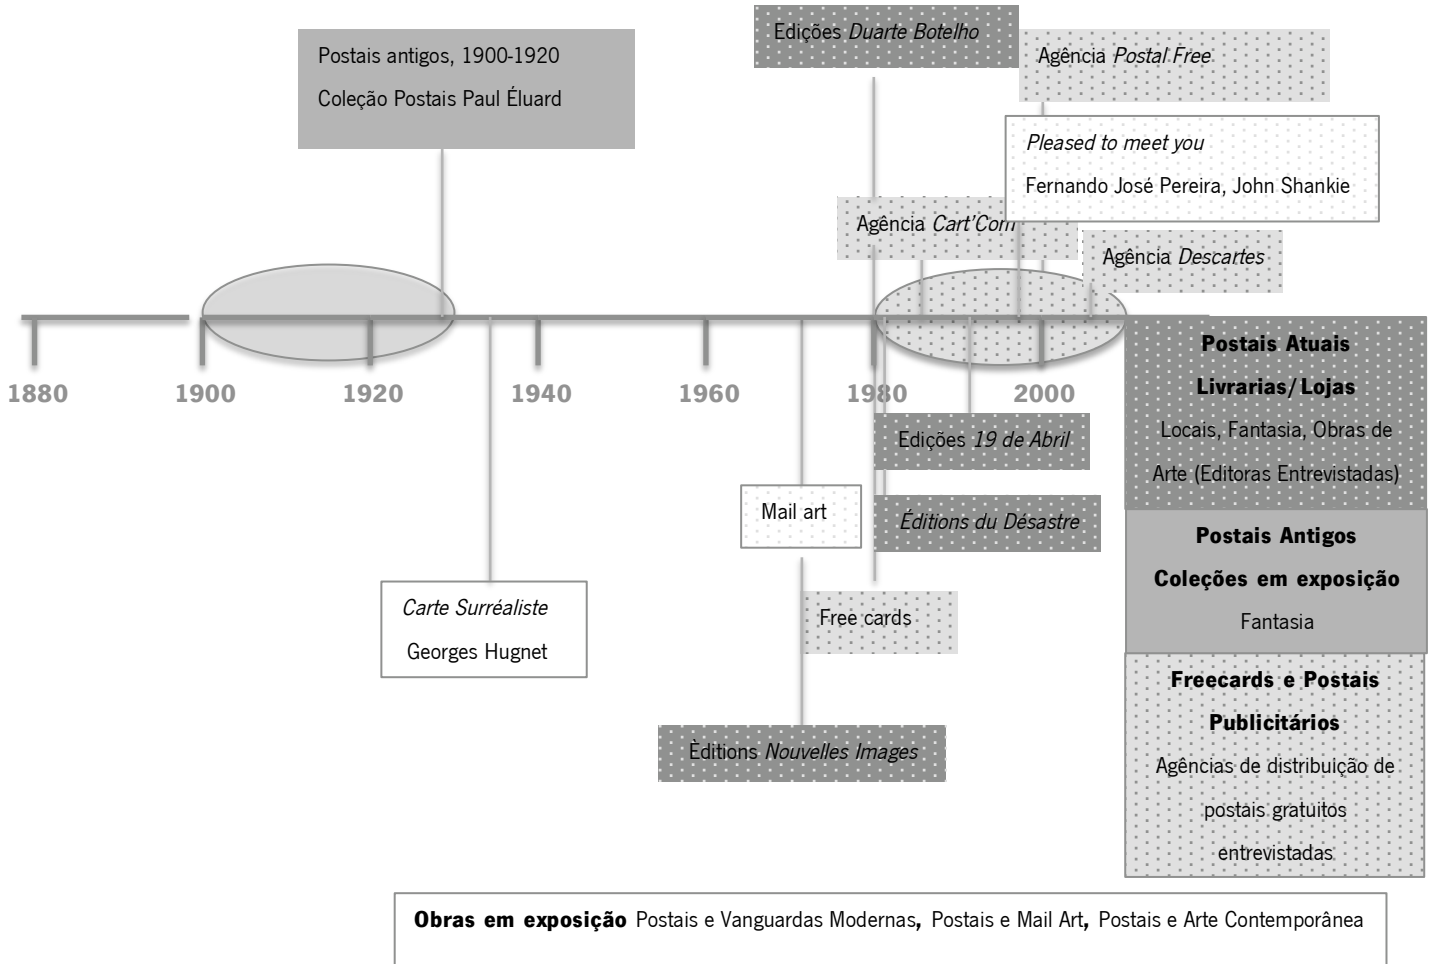 Edições Duarte Botelho
Postais antigos, 1900-1920
Coleção Postais Paul Éluard
Agência Postal Free
Pleased to meet you
Fernando José Pereira, John Shankie
Agência Cart'Com
Agência Descartes
1880
1900
1920
1940
1960
1980
2000
Edições 19 de Abril
Mail art
Éditions du Désastre
Carte Surréaliste
Georges Hugnet
Free cards
Èditions Nouvelles Images
Postais Atuais
Livrarias/Lojas
Locais, Fantasia, Obras de
Arte (Editoras Entrevistadas)
Postais Antigos
Coleções em exposição
Fantasia
Freecards e Postais
Publicitários
Agências de distribuição de
postais gratuitos
entrevistadas
Obras em exposição Postais e Vanguardas Modernas, Postais e Mail Art, Postais e Arte Contemporânea